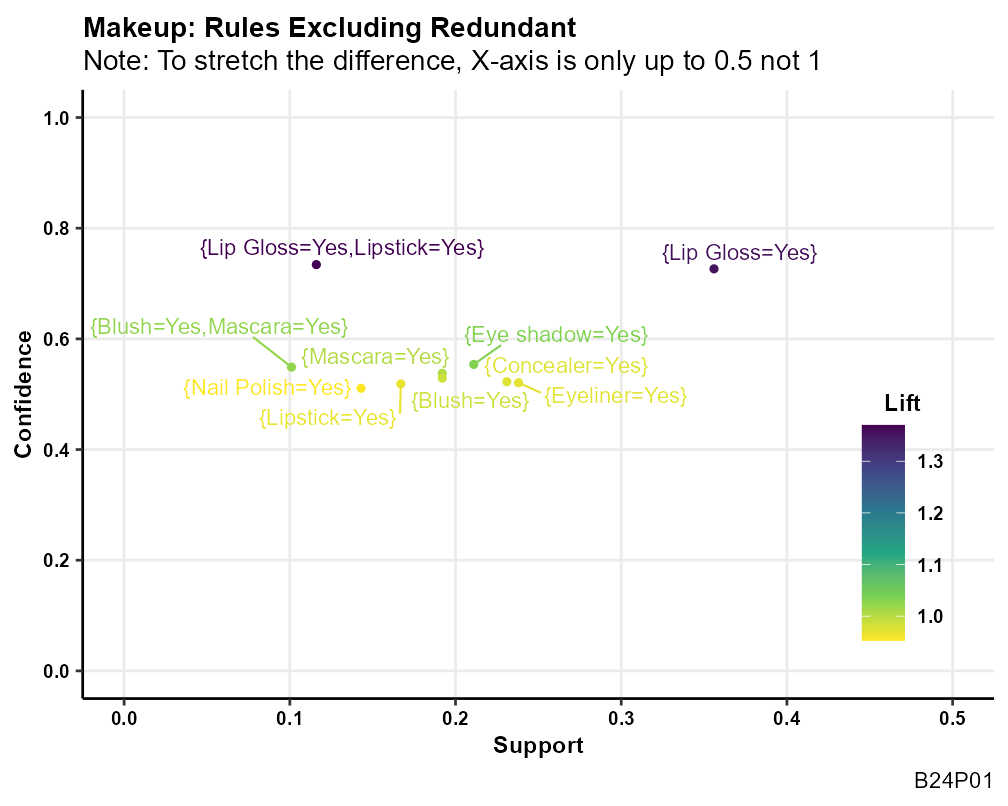 Makeup: Rules Excluding Redundant
Note: To stretch the difference, X-axis is only up to 0.5 not 1
1.0
0.8
0.6
0.4
0.2
0.0
Confidence
{Lip Gloss=Yes,Lipstick=Yes}
{Lip Gloss=Yes}
{Blush=Yes,Mascara=Yes}
{Eye shadow=Yes}
{Mascara=Yes}
{Concealer=Yes}
{Nail Polish=Yes}
{Eyeliner=Yes}
{Blush=Yes}
{Lipstick=Yes}
Lift
1.3
1.2
1.1
1.0
0.0 0.1 0.2 0.3 0.4 0.5
Support
B24P01